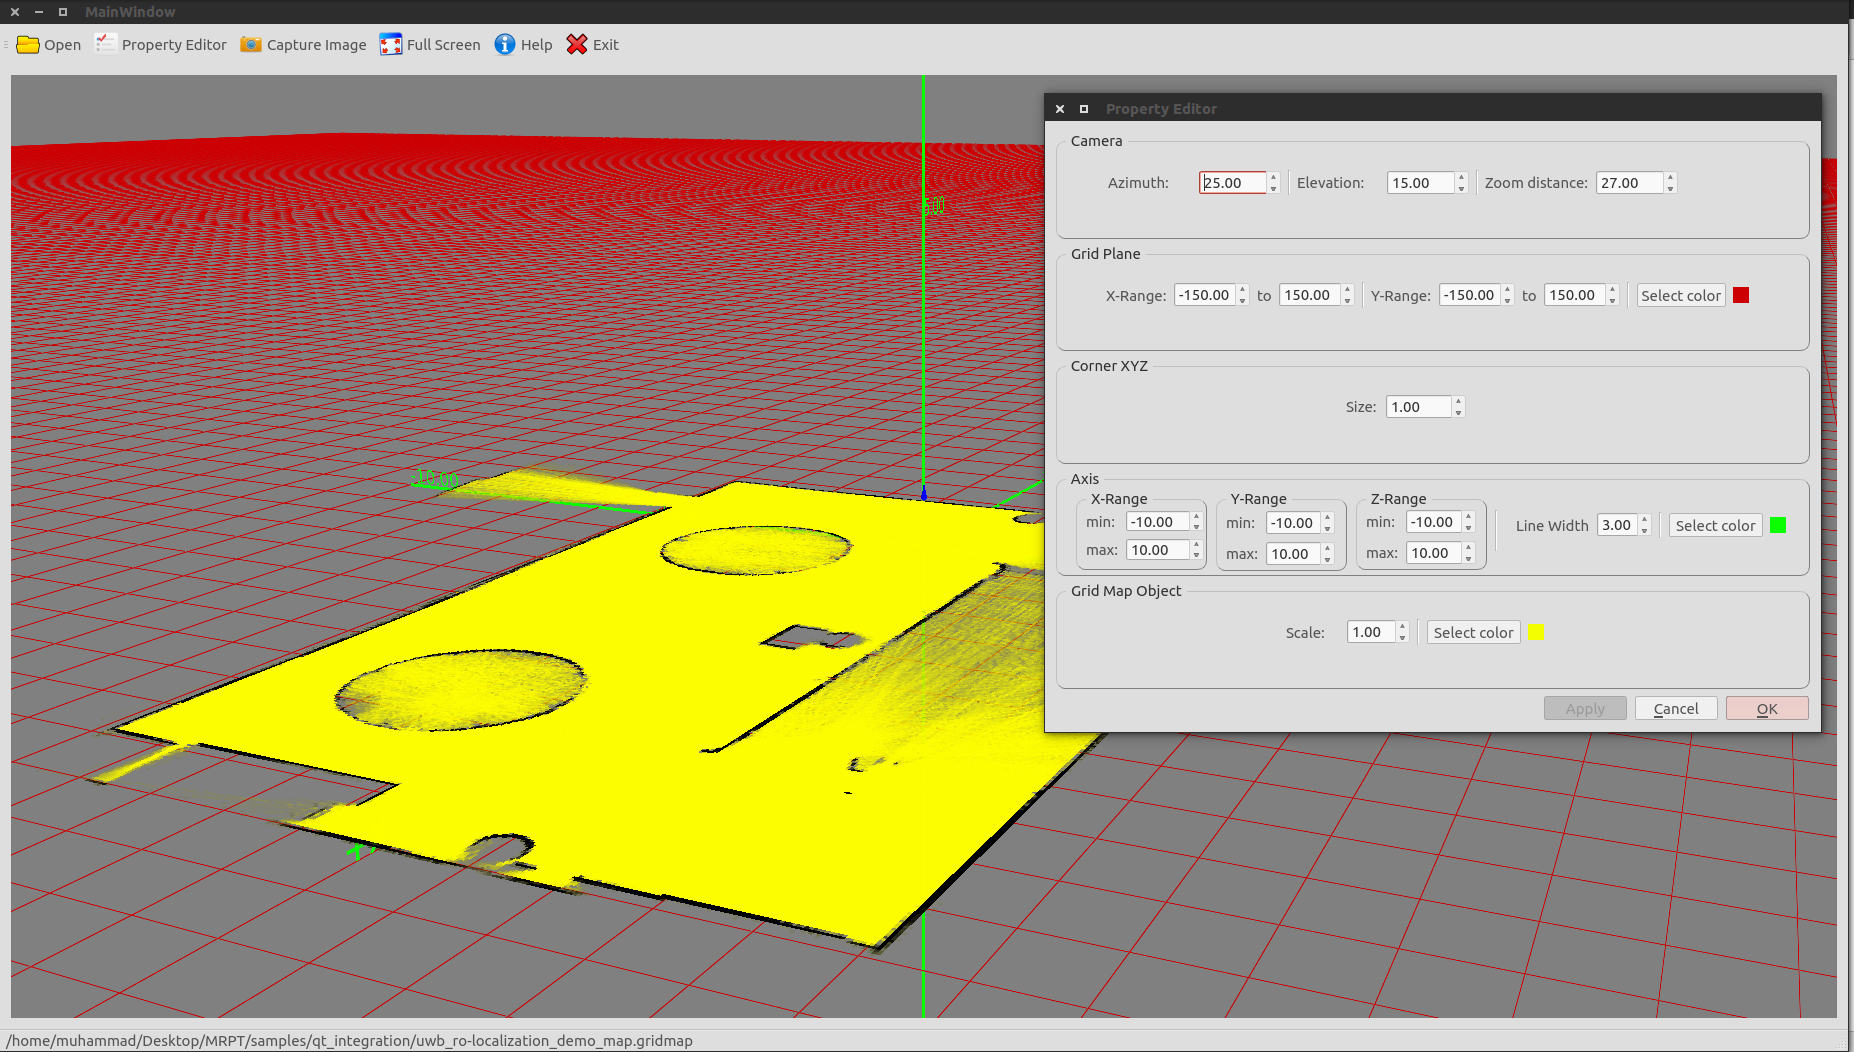 MainWindow
Open Property Editor Capture Image Full Screen Help Exit
5.00
-10.00
Property Editor
Camera
Azimuth: 25.00 Elevation: 15.00 Zoom distance: 27.00
Grid Plane
X-Range: -150.00 to 150.00 Y-Range: -150.00 to 150.00 Select color
Corner XYZ
Size: 1.00
Axis
X-Range Y-Range Z-Range
min: -10.00 min: -10.00 min: -10.00 Line Width 3.00 Select color
max: 10.00 max: 10.00 max: 10.00
Grid Map Object
Scale: 1.00 Select color
Apply Cancel OK
/home/muhammad/Desktop/MRPT/samples/qt_integration/uwb_ro-localization_demo_map.gridmap